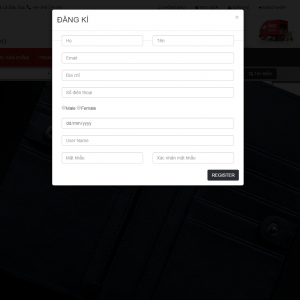 ĐĂNG KÍ
×
Họ
Tên
Email
Địa chỉ
Số điện thoại
Male Female
dd/mm/yyyy
User Name
Mật khẩu
Xác nhận mật khẩu
REGISTER